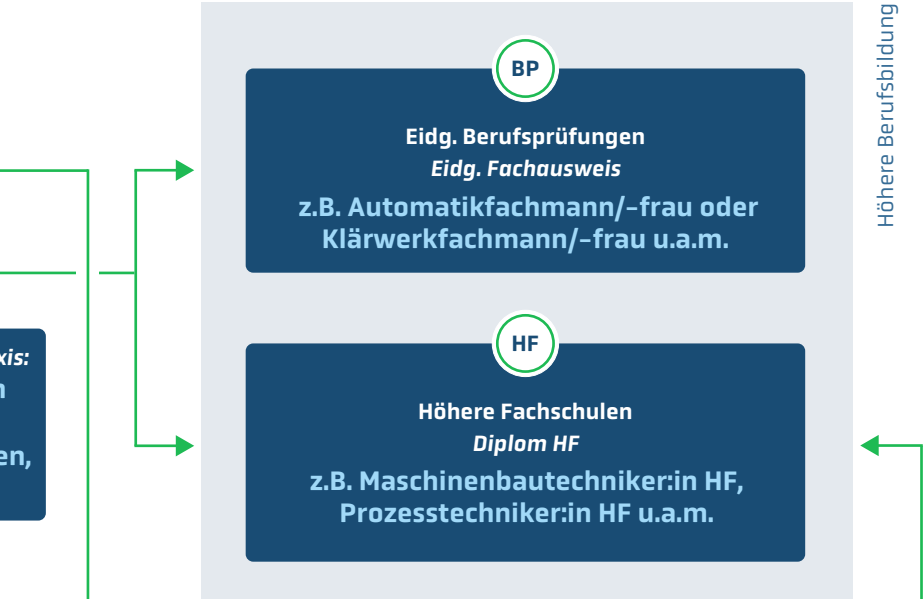 Höhere Berufsbildung
BP
Eidg. Berufsprüfungen
Eidg. Fachausweis
z.B. Automatikfachmann/-frau oder
Klärwerkfachmann/-frau u.a.m.
HF
Höhere Fachschulen
Diplom HF
z.B. Maschinenbautechniker:in HF,
Prozesstechniker:in HF u.a.m.